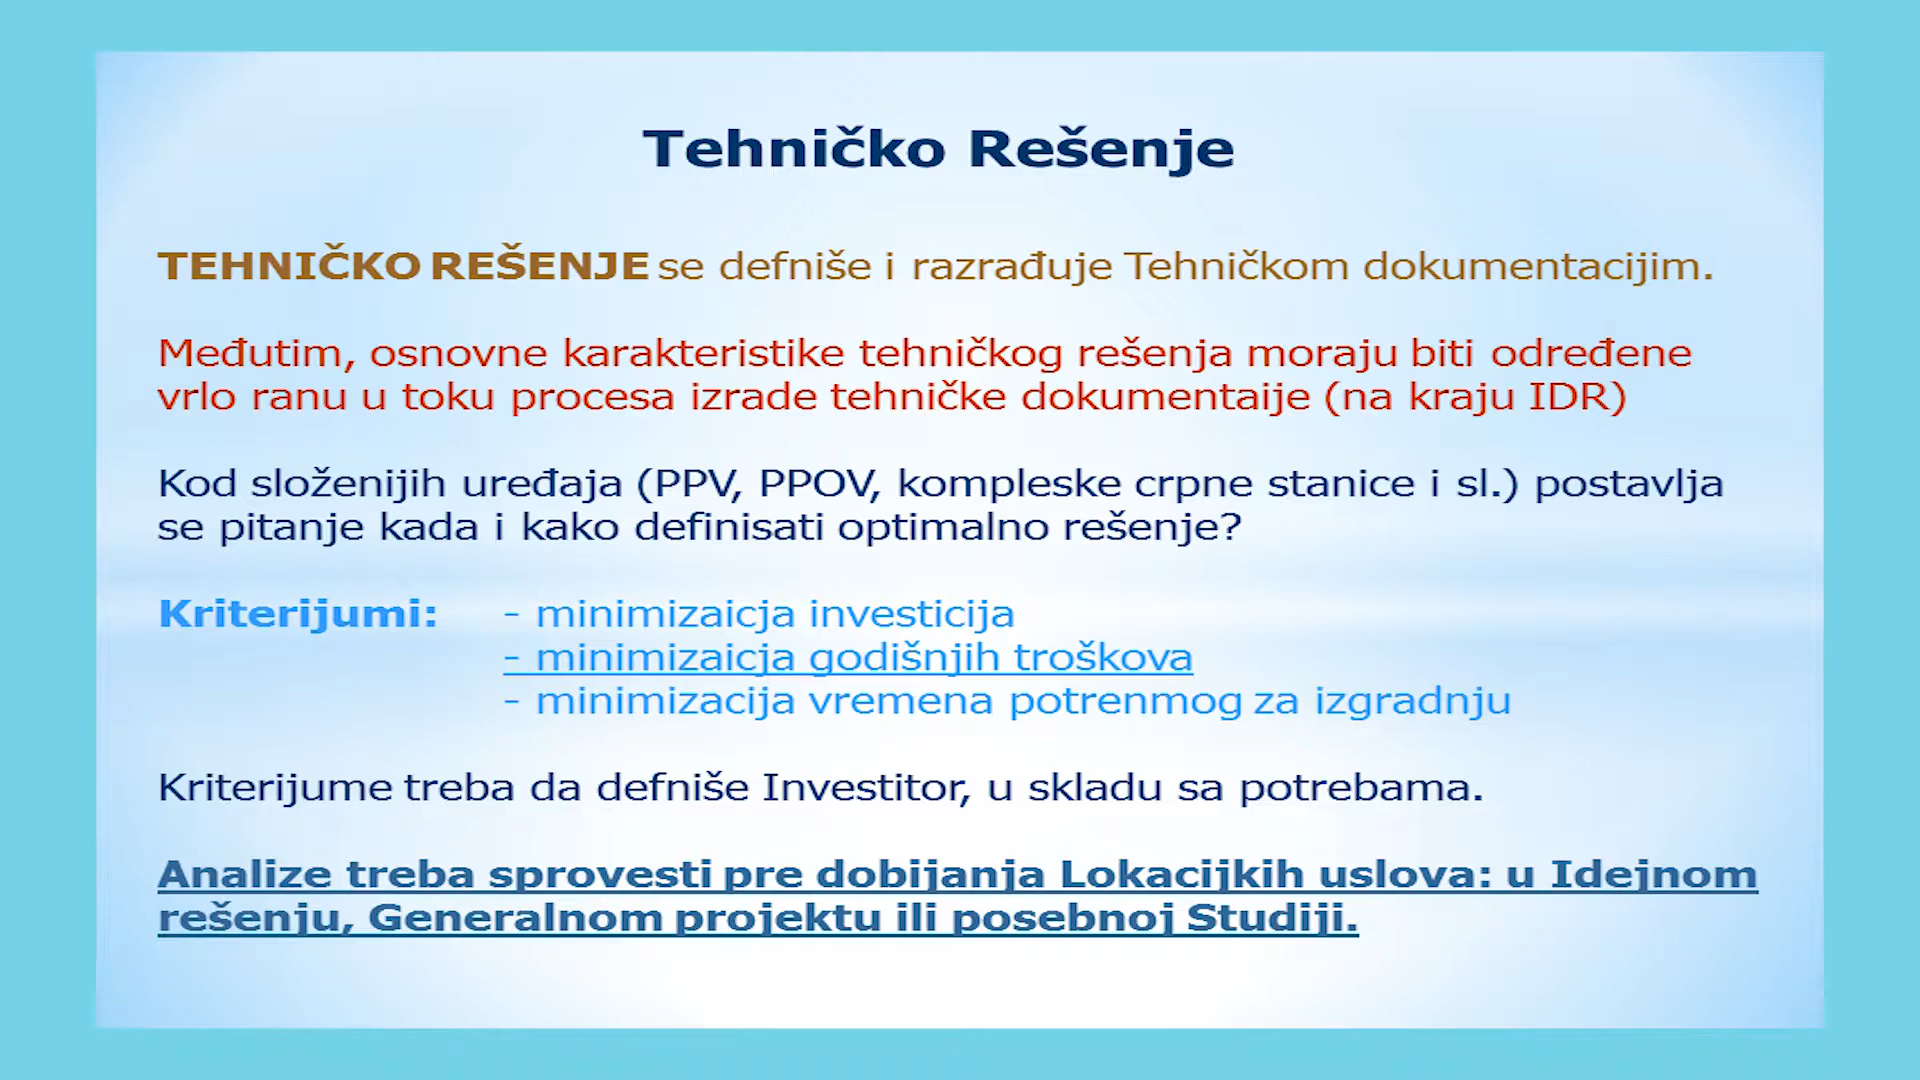 Tehničko Rešenje
TEHNIČKO REŠENJE se defniše i razrađuje Tehničkom dokumentacijim.
Međutim, osnovne karakteristike tehničkog rešenja moraju biti određene
vrlo ranu u toku procesa izrade tehničke dokumentaije (na kraju IDR)
Kod složenijih uređaja (PPV, PPOV, kompleske crpne stanice i sl.) postavlja
se pitanje kada i kako definisati optimalno rešenje?
Kriterijumi: - minimizaicja investicija
- minimizaicja godišnjih troškova
- minimizacija vremena potrenmog za izgradnju
Kriterijume treba da defniše Investitor, u skladu sa potrebama.
Analize treba sprovesti pre dobijanja Lokacijkih uslova: u Idejnom
rešenju, Generalnom projektu ili posebnoj Studiji.